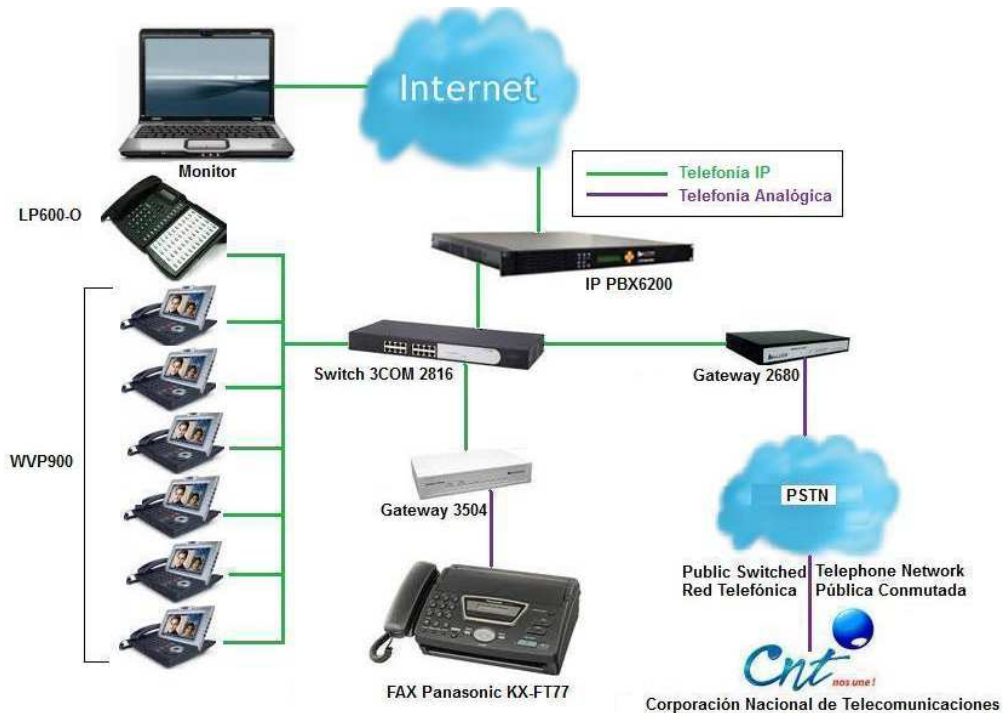 Internet
Monitor
Telefonía IP
Telefonía Analógica
LP600-O
IP PBX6200
Switch 3COM 2816
Gateway 2680
WVP900
Gateway 3504
PSTN
Public Switched Telephone Network
Red Telefónica Pública Conmutada
FAX Panasonic KX-FT77
Cnt
nos une!
Corporación Nacional de Telecomunicaciones